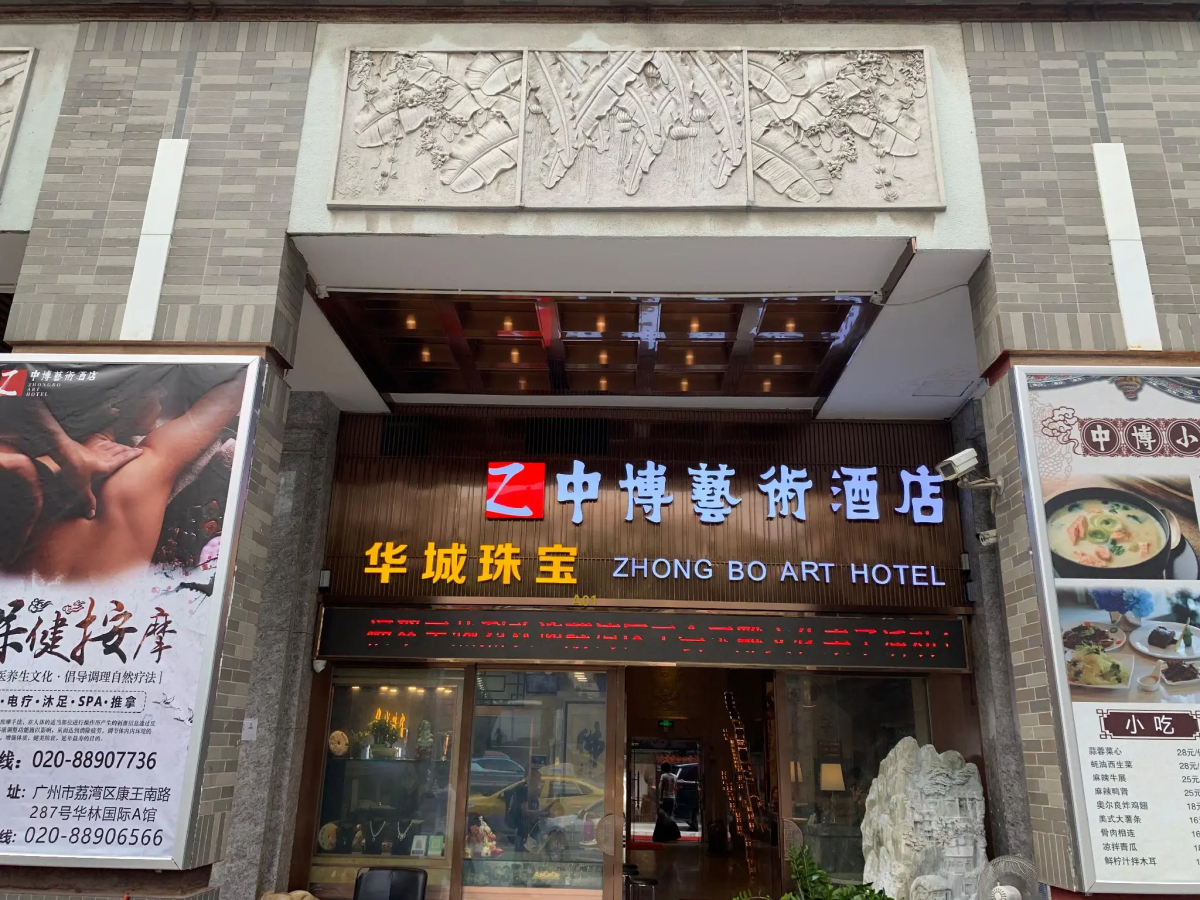 中博藝術酒店
ZHONGBO
ART
HOTEL
保健按摩
医养生文化·倡导调理自然疗法]
·电疗·沐足·SPA·推拿
线：020-88907736
址：广州市荔湾区康王南路
287号华林国际A馆
线：020-88906566
中博藝術酒店
华城珠宝
ZHONG BO ART HOTEL
A01
中博小
小吃
蒜蓉菜心 28元/
蚝油西生菜 28元/
麻辣牛展 25元
麻辣鸭胃 25元
奥尔良炸鸡翅 18元
美式大薯条 16
骨肉相连 16
凉拌青瓜
鲜柠汁拌木耳